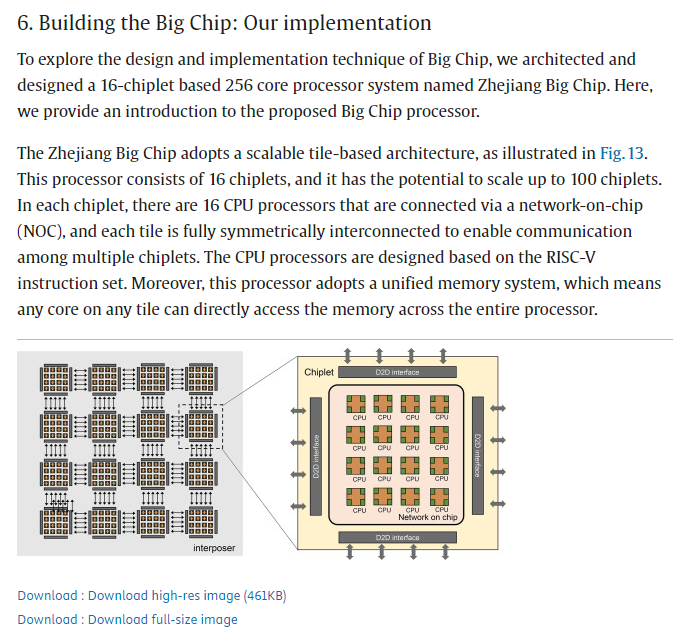 6. Building the Big Chip: Our implementation
To explore the design and implementation technique of Big Chip, we architected and
designed a 16-chiplet based 256 core processor system named Zhejiang Big Chip. Here,
we provide an introduction to the proposed Big Chip processor.
The Zhejiang Big Chip adopts a scalable tile-based architecture, as illustrated in Fig. 13.
This processor consists of 16 chiplets, and it has the potential to scale up to 100 chiplets.
In each chiplet, there are 16 CPU processors that are connected via a network-on-chip
(NOC), and each tile is fully symmetrically interconnected to enable communication
among multiple chiplets. The CPU processors are designed based on the RISC-V
instruction set. Moreover, this processor adopts a unified memory system, which means
any core on any tile can directly access the memory across the entire processor.
interposer
Chiplet
D2D interface
D2D interface
CPU CPU CPU CPU
CPU CPU CPU CPU
CPU CPU CPU CPU
CPU CPU CPU CPU
Network on chip
D2D interface
D2D interface
Download : Download high-res image (461KB)
Download : Download full-size image